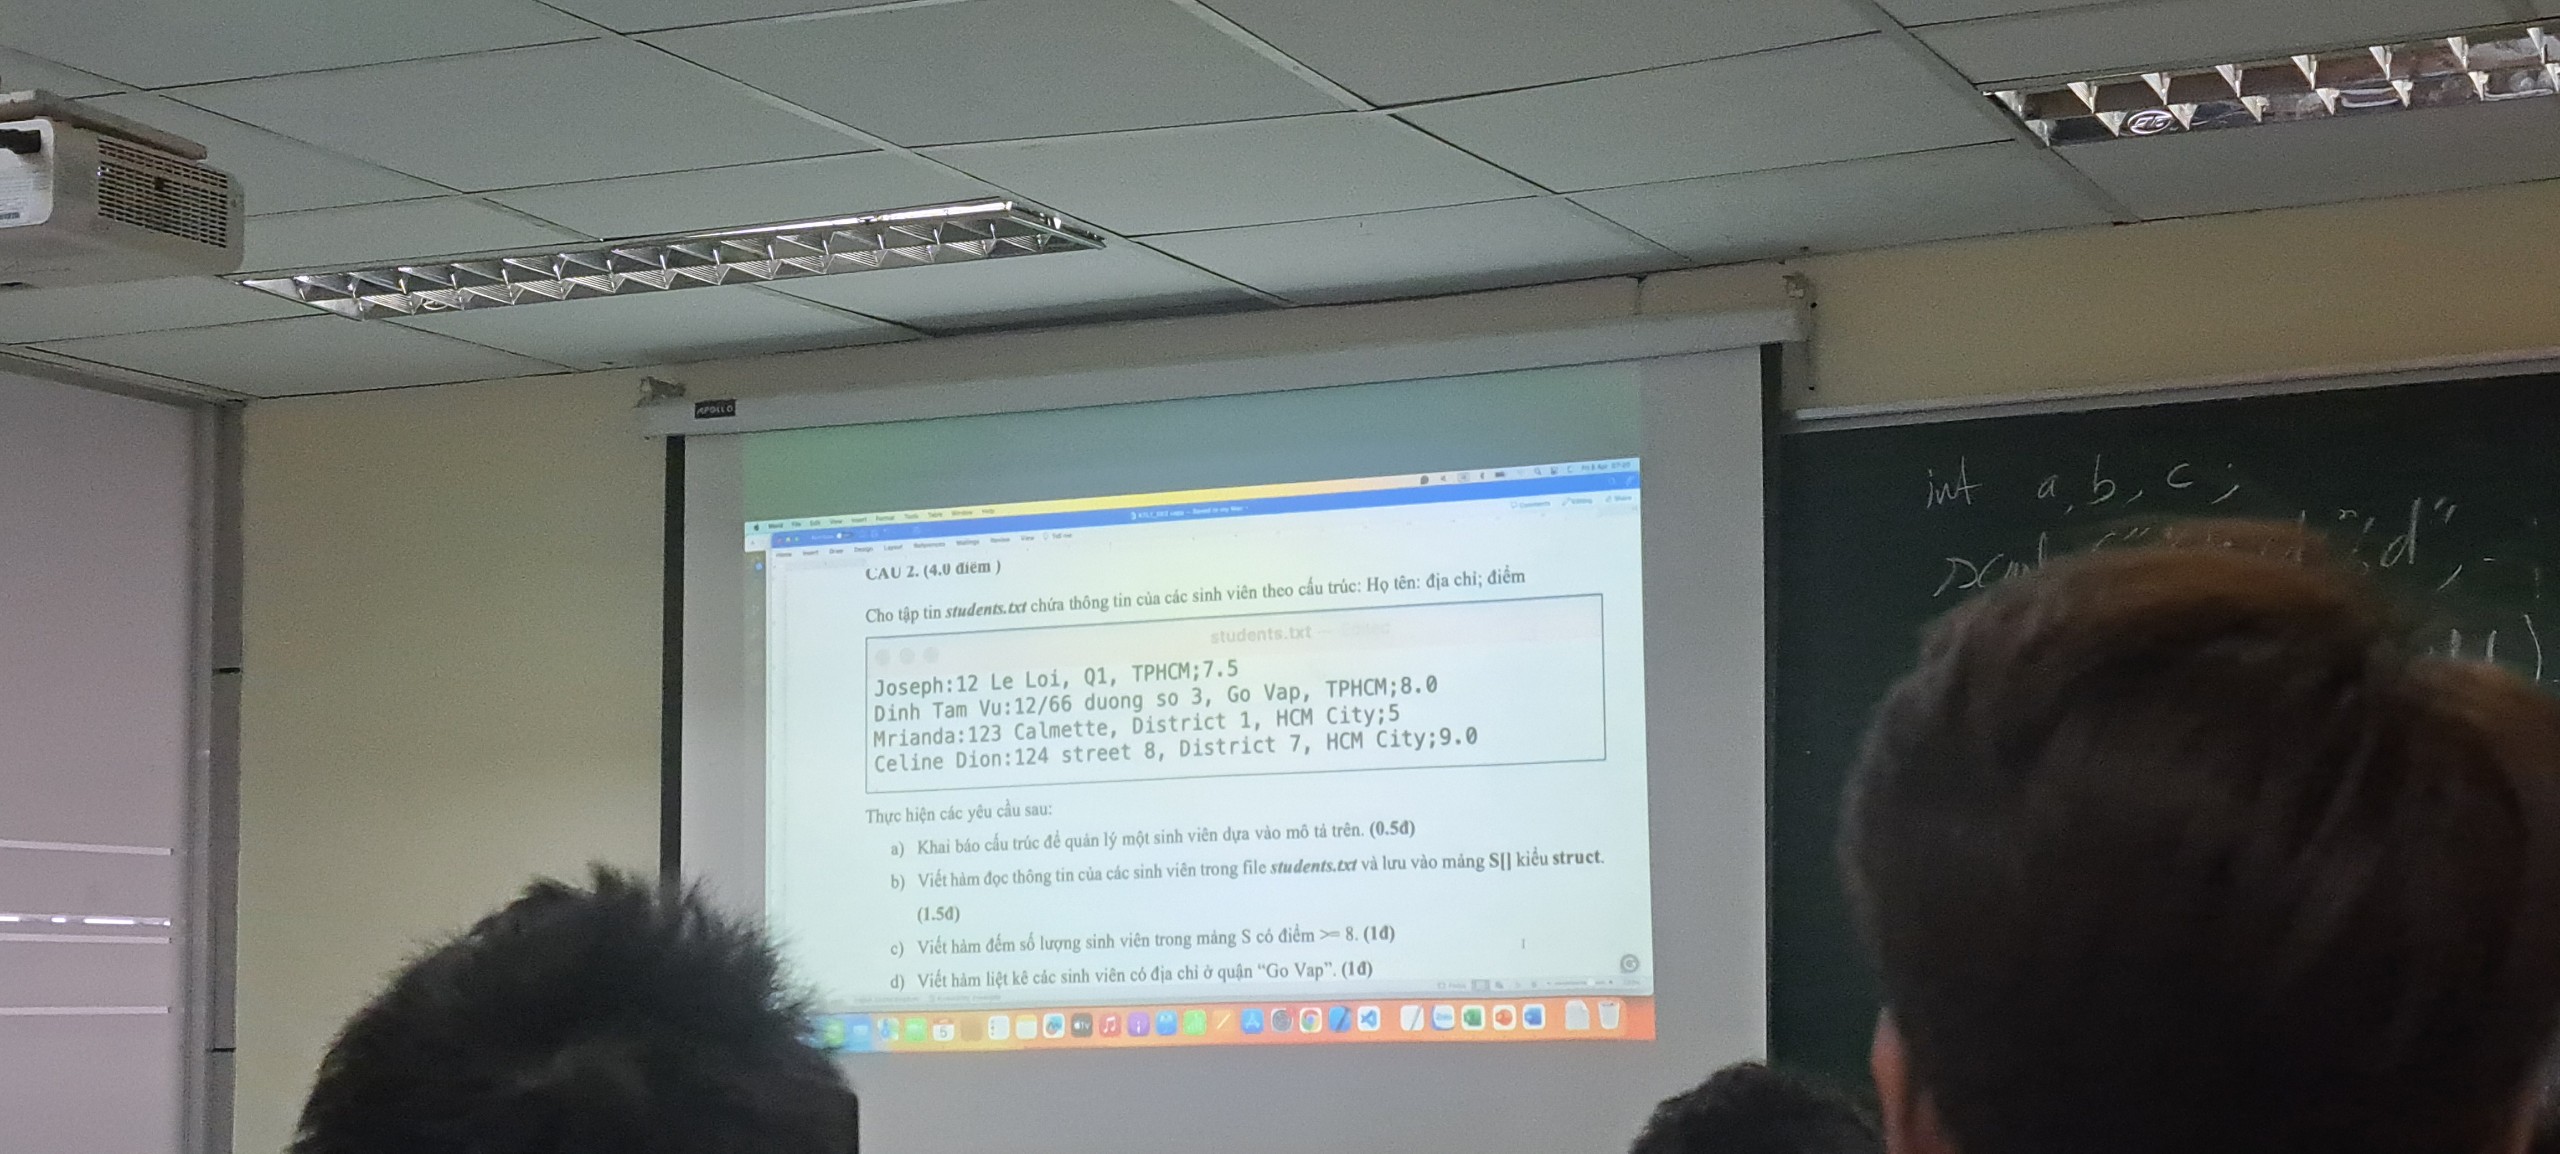 APOLLO
CÂU 2. (4.0 điểm )
Cho tập tin students.txt chứa thông tin của các sinh viên theo cấu trúc: Họ tên: địa chỉ; điểm
students.txt — Edited
Joseph:12 Le Loi, Q1, TPHCM;7.5
Dinh Tam Vu:12/66 duong so 3, Go Vap, TPHCM;8.0
Mrianda:123 Calmette, District 1, HCM City;5
Celine Dion:124 street 8, District 7, HCM City;9.0
Thực hiện các yêu cầu sau:
a) Khai báo cấu trúc để quản lý một sinh viên dựa vào mô tả trên. (0.5đ)
b) Viết hàm đọc thông tin của các sinh viên trong file students.txt và lưu vào mảng S[] kiểu struct.
(1.5đ)
c) Viết hàm đếm số lượng sinh viên trong mảng S có điểm >= 8. (1đ)
d) Viết hàm liệt kê các sinh viên có địa chỉ ở quận “Go Vap”. (1đ)
int a, b, c;